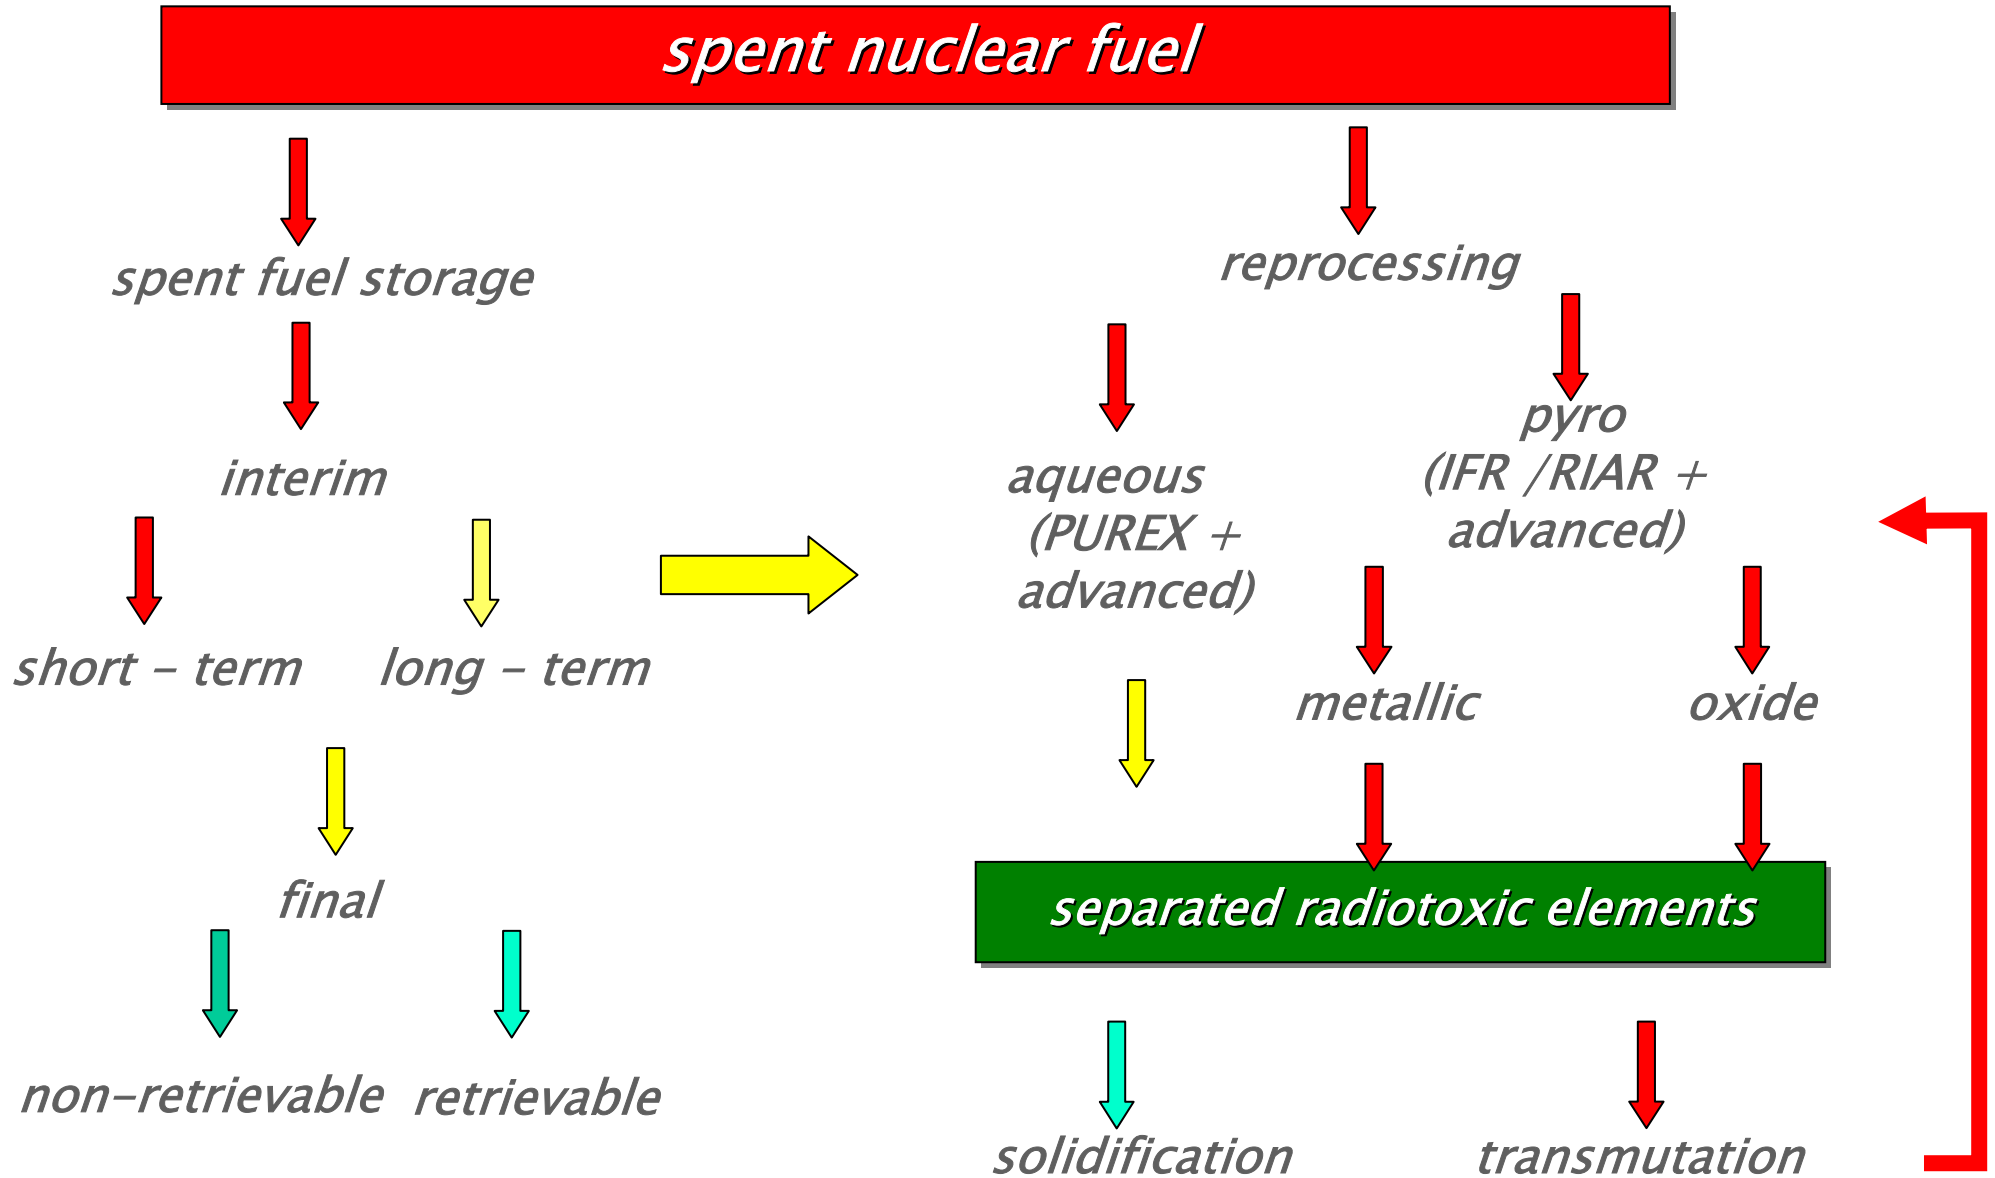 spent nuclear fuel
spent fuel storage
reprocessing
interim
aqueous
(PUREX +
advanced)
pyro
(IFR /RIAR +
advanced)
short - term
long - term
metallic
oxide
final
separated radiotoxic elements
non-retrievable
retrievable
solidification
transmutation